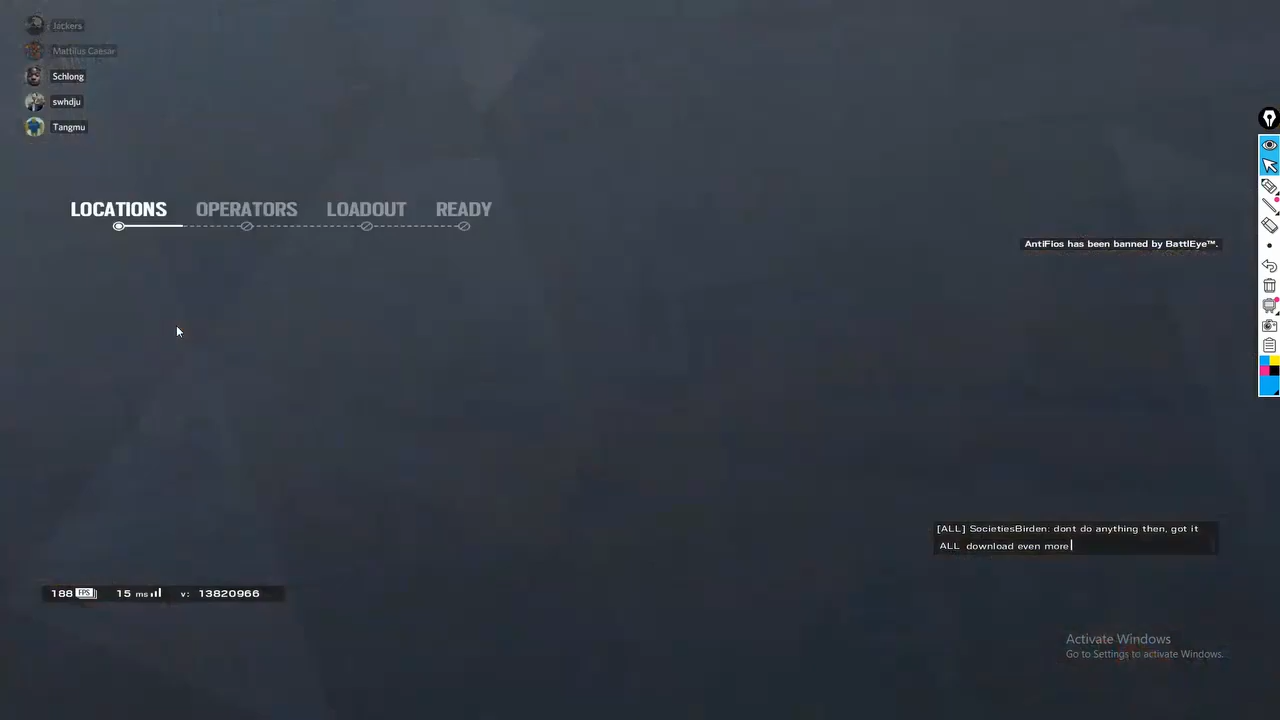 Jackers
Mattilus Caesar
Schlong
swhdju
Tangmu
LOCATIONS OPERATORS LOADOUT READY
AntiFios has been banned by BattlEye™.
[ALL] SocietiesBirden: dont do anything then, got it
ALL download even more
188 FPS 15 ms v: 13820966
Activate Windows
Go to Settings to activate Windows.